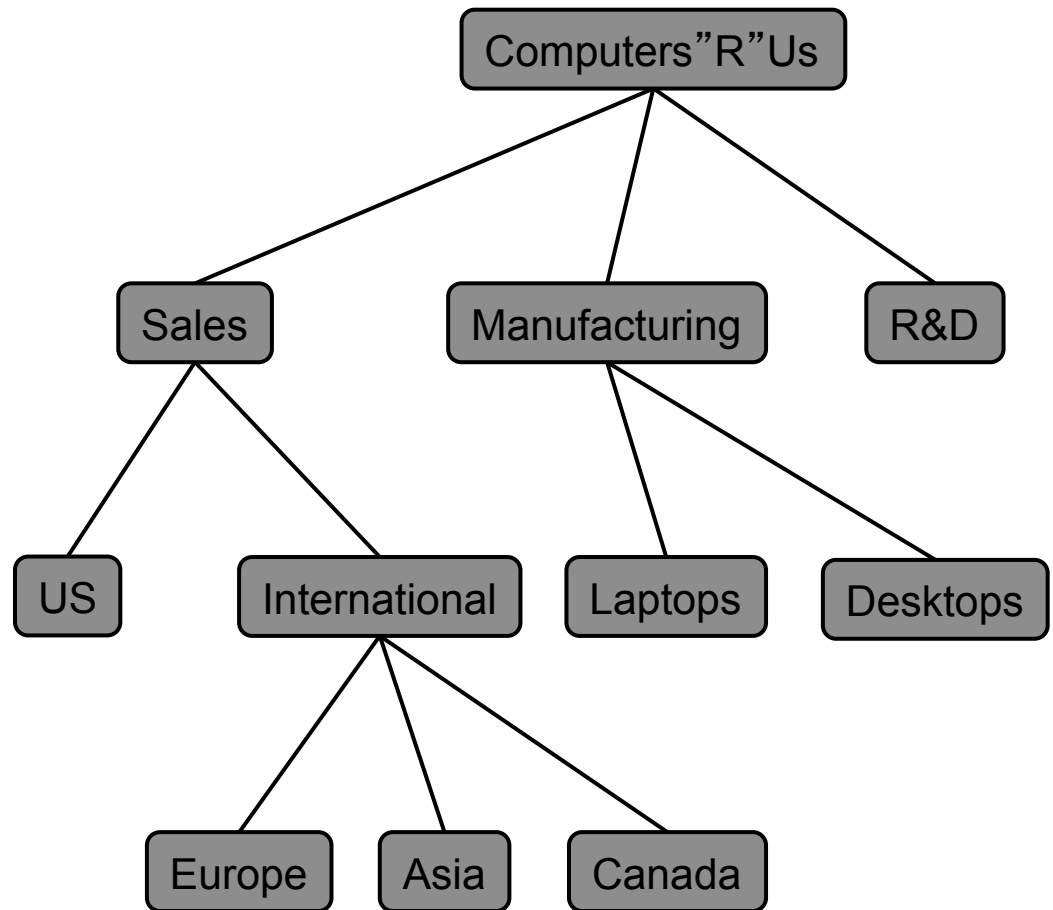 Computers”R”Us
Sales
Manufacturing
R&D
US
International
Laptops
Desktops
Europe
Asia
Canada